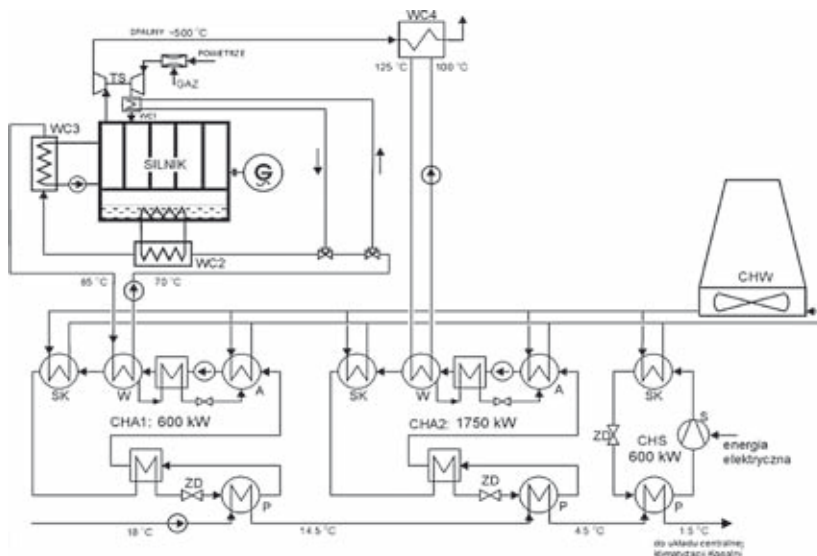 SPALINY ~500 °C
WC4
POWIETRZE
TS
GAZ
125 °C
100 °C
WC1
WC3
SILNIK
G
WC2
85 °C
70 °C
CHW
SK
W
A
SK
W
A
SK
S
CHA1: 600 kW
CHA2: 1750 kW
ZD
CHS
600 kW
energia
elektryczna
ZD
P
ZD
P
P
18 °C
14.5 °C
4.5 °C
1.5 °C
do układu centralnej
klimatyzacji